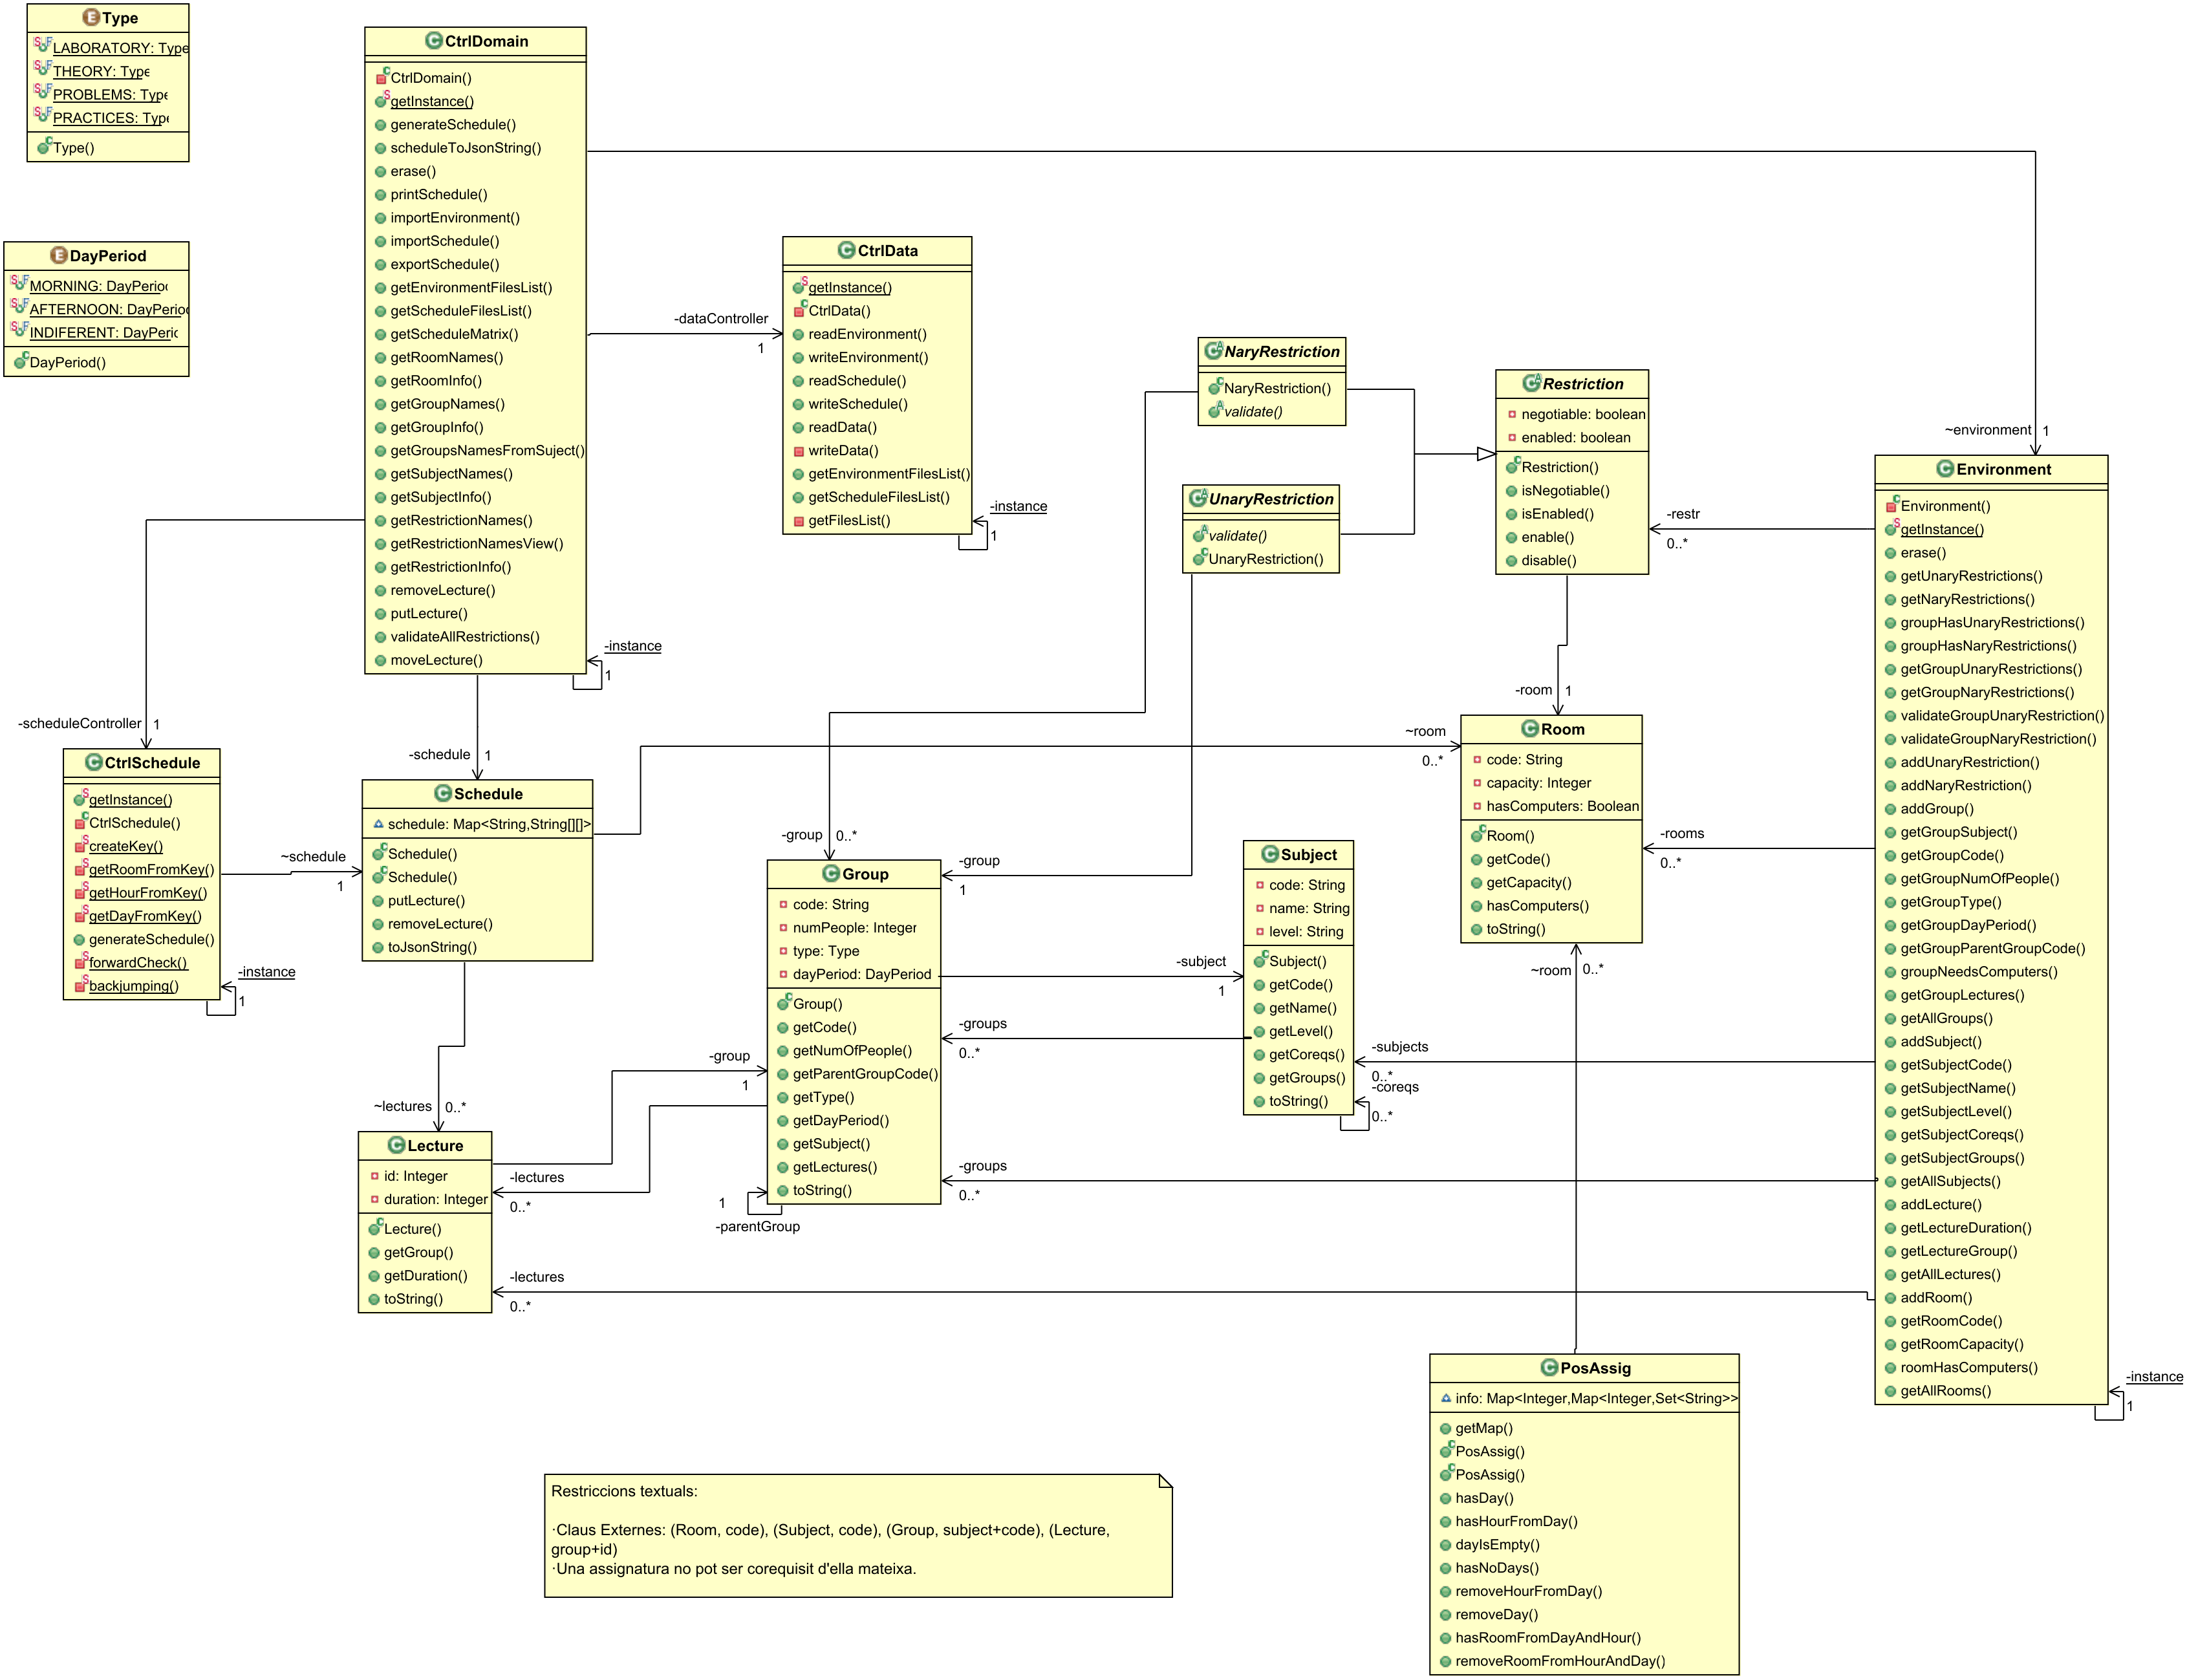 Type
LABORATORY: Type
THEORY: Type
PROBLEMS: Type
PRACTICES: Type
Type()
DayPeriod
MORNING: DayPeriod
AFTERNOON: DayPeriod
INDIFERENT: DayPeric
DayPeriod()
CtrlDomain
CtrlDomain()
getInstance()
generateSchedule()
scheduleToJsonString()
erase()
printSchedule()
importEnvironment()
importSchedule()
exportSchedule()
getEnvironmentFilesList()
getScheduleFilesList()
getScheduleMatrix()
getRoomNames()
getRoomInfo()
getGroupNames()
getGroupInfo()
getGroupsNamesFromSuject()
getSubjectNames()
getSubjectInfo()
getRestrictionNames()
getRestrictionNamesView()
getRestrictionInfo()
removeLecture()
putLecture()
validateAllRestrictions()
moveLecture()
-instance
1
-dataController
1
CtrlData
getInstance()
CtrlData()
readEnvironment()
writeEnvironment()
readSchedule()
writeSchedule()
readData()
writeData()
getEnvironmentFilesList()
getScheduleFilesList()
getFilesList()
-instance
1
NaryRestriction
NaryRestriction()
validate()
UnaryRestriction
validate()
UnaryRestriction()
Restriction
negotiable: boolean
enabled: boolean
Restriction()
isNegotiable()
isEnabled()
enable()
disable()
~environment
1
-restr
0..*
Environment
Environment()
getInstance()
erase()
getUnaryRestrictions()
getNaryRestrictions()
groupHasUnaryRestrictions()
groupHasNaryRestrictions()
getGroupUnaryRestrictions()
getGroupNaryRestrictions()
validateGroupUnaryRestriction()
validateGroupNaryRestriction()
addUnaryRestriction()
addNaryRestriction()
addGroup()
getGroupSubject()
getGroupCode()
getGroupNumOfPeople()
getGroupType()
getGroupDayPeriod()
getGroupParentGroupCode()
groupNeedsComputers()
getGroupLectures()
getAllGroups()
addSubject()
getSubjectCode()
getSubjectName()
getSubjectLevel()
getSubjectCoreqs()
getSubjectGroups()
getAllSubjects()
addLecture()
getLectureDuration()
getLectureGroup()
getAllLectures()
addRoom()
getRoomCode()
getRoomCapacity()
roomHasComputers()
getAllRooms()
-instance
1
-scheduleController
1
CtrlSchedule
getInstance()
CtrlSchedule()
createKey()
getRoomFromKey()
getHourFromKey()
getDayFromKey()
generateSchedule()
forwardCheck()
backjumping()
-instance
1
-schedule
1
~schedule
1
Schedule
schedule: Map<String,String[][]>
Schedule()
Schedule()
putLecture()
removeLecture()
toJsonString()
-room
1
~room
0..*
Room
code: String
capacity: Integer
hasComputers: Boolean
Room()
getCode()
getCapacity()
hasComputers()
toString()
-rooms
0..*
~room
0..*
-group
0..*
-group
1
Group
code: String
numPeople: Integer
type: Type
dayPeriod: DayPeriod
Group()
getCode()
getNumOfPeople()
getParentGroupCode()
getType()
getDayPeriod()
getSubject()
getLectures()
toString()
1
-parentGroup
-subject
1
-groups
0..*
-groups
0..*
Subject
code: String
name: String
level: String
Subject()
getCode()
getName()
getLevel()
getCoreqs()
getGroups()
toString()
-subjects
0..*
-coreqs
0..*
~lectures
0..*
-group
1
-lectures
0..*
-lectures
0..*
Lecture
id: Integer
duration: Integer
Lecture()
getGroup()
getDuration()
toString()
PosAssig
info: Map<Integer,Map<Integer,Set<String>>
getMap()
PosAssig()
PosAssig()
hasDay()
hasHourFromDay()
dayIsEmpty()
hasNoDays()
removeHourFromDay()
removeDay()
hasRoomFromDayAndHour()
removeRoomFromHourAndDay()
Restriccions textuals:
·Claus Externes: (Room, code), (Subject, code), (Group, subject+code), (Lecture,
group+id)
·Una assignatura no pot ser corequisit d'ella mateixa.